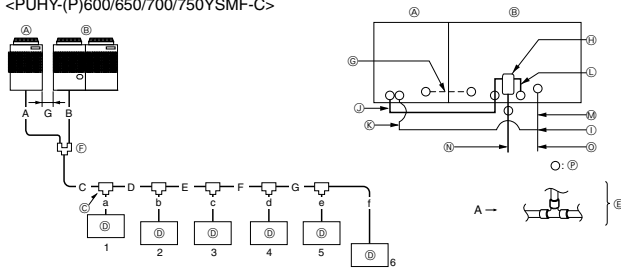 <PUHY-(P)600/650/700/750YSMF-C>
Ⓐ Ⓑ
A G B
Ⓕ
C D E F G
Ⓒ a b c d e f
Ⓓ Ⓓ Ⓓ Ⓓ Ⓓ Ⓓ
1 2 3 4 5 6
Ⓐ Ⓑ
Ⓖ Ⓗ
Ⓛ
Ⓙ Ⓜ
Ⓚ Ⓘ
Ⓝ Ⓞ
: Ⓟ
A → Ⓔ